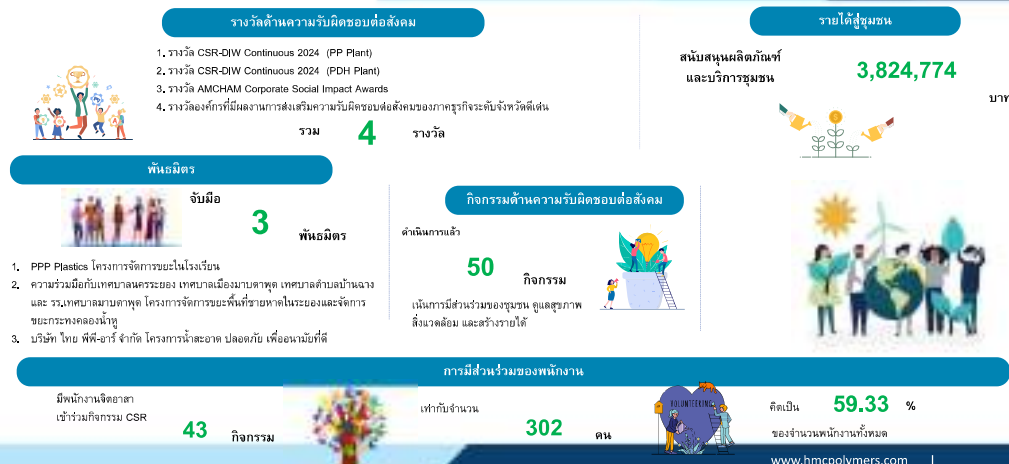 รางวัลด้านความรับผิดชอบต่อสังคม
1. รางวัล CSR-DIW Continuous 2024 (PP Plant)
2. รางวัล CSR-DIW Continuous 2024 (PDH Plant)
3. รางวัล AMCHAM Corporate Social Impact Awards
4. รางวัลองค์กรที่มีผลงานการส่งเสริมความรับผิดชอบต่อสังคมของภาคธุรกิจระดับจังหวัดดีเด่น
รวม 4 รางวัล
รายได้สู่ชุมชน
สนับสนุนผลิตภัณฑ์
และบริการชุมชน
3,824,774
บาท
พันธมิตร
จับมือ
3
พันธมิตร
1. PPP Plastics โครงการจัดการขยะในโรงเรียน
2. ความร่วมมือกับเทศบาลนครระยอง เทศบาลเมืองมาบตาพุด เทศบาลตำบลบ้านฉาง
และ รร.เทศบาลมาบตาพุด โครงการจัดการขยะพื้นที่ชายหาดในระยองและจัดการ
ขยะกระทงคลองน้ำหู
3. บริษัท ไทย พีพี-อาร์ จำกัด โครงการน้ำสะอาด ปลอดภัย เพื่ออนามัยที่ดี
กิจกรรมด้านความรับผิดชอบต่อสังคม
ดำเนินการแล้ว
50
กิจกรรม
เน้นการมีส่วนร่วมของชุมชน ดูแลสุขภาพ
สิ่งแวดล้อม และสร้างรายได้
การมีส่วนร่วมของพนักงาน
มีพนักงานจิตอาสา
เข้าร่วมกิจกรรม CSR
43 กิจกรรม
เท่ากับจำนวน
302 คน
VOLUNTEERING
คิดเป็น 59.33 %
ของจำนวนพนักงานทั้งหมด
www.hmcpolymers.com |